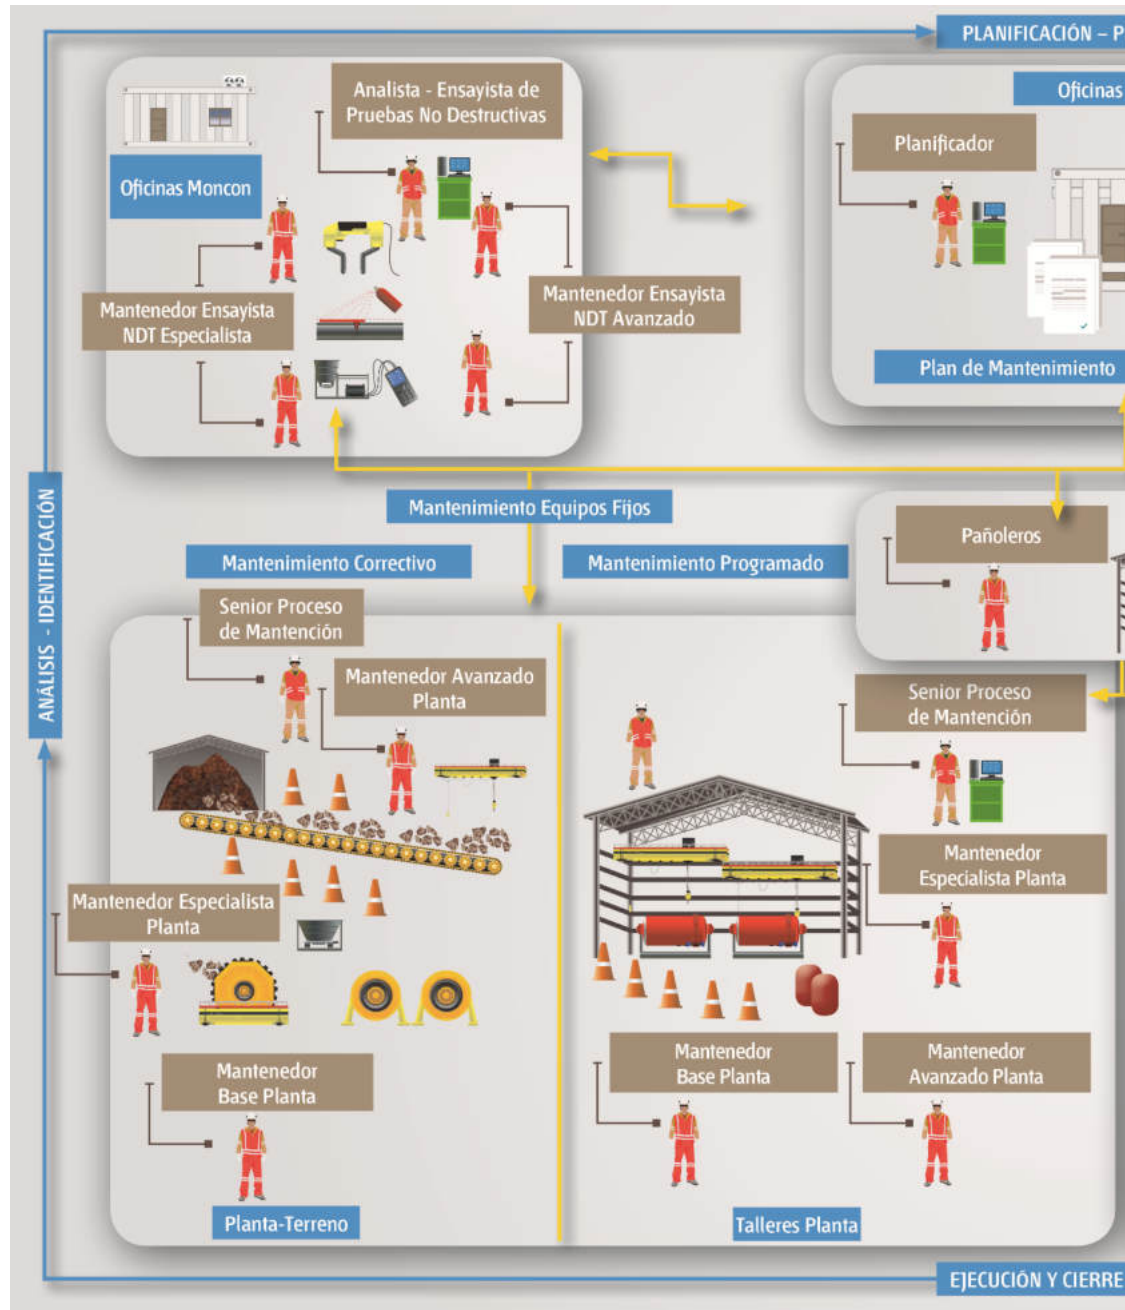 PLANIFICACIÓN – P
Oficinas Moncon
Analista - Ensayista de
Pruebas No Destructivas
Mantenedor Ensayista
NDT Especialista
Mantenedor Ensayista
NDT Avanzado
Oficinas
Planificador
Plan de Mantenimiento
ANÁLISIS - IDENTIFICACIÓN
Mantenimiento Equipos Fijos
Mantenimiento Correctivo
Mantenimiento Programado
Pañoleros
Senior Proceso
de Mantención
Mantenedor Avanzado
Planta
Mantenedor Especialista
Planta
Mantenedor
Base Planta
Planta-Terreno
Senior Proceso
de Mantención
Mantenedor
Especialista Planta
Mantenedor
Base Planta
Mantenedor
Avanzado Planta
Talleres Planta
EJECUCIÓN Y CIERRE